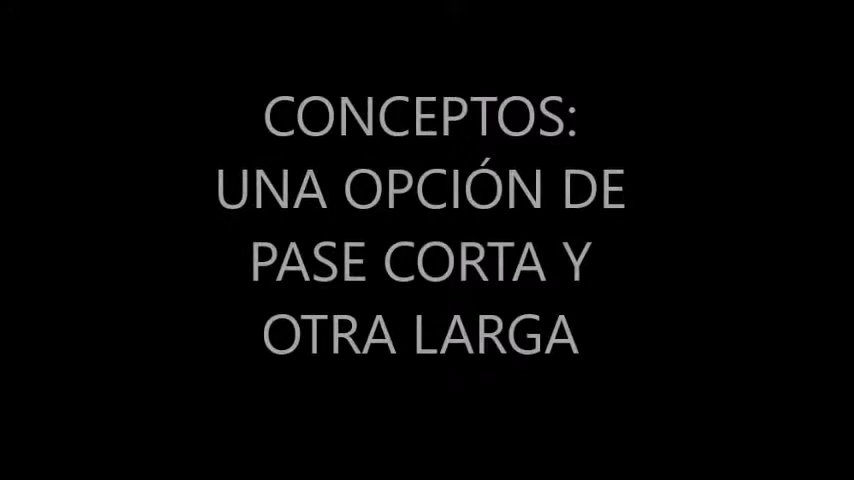 CONCEPTOS:
UNA OPCIÓN DE
PASE CORTA Y
OTRA LARGA